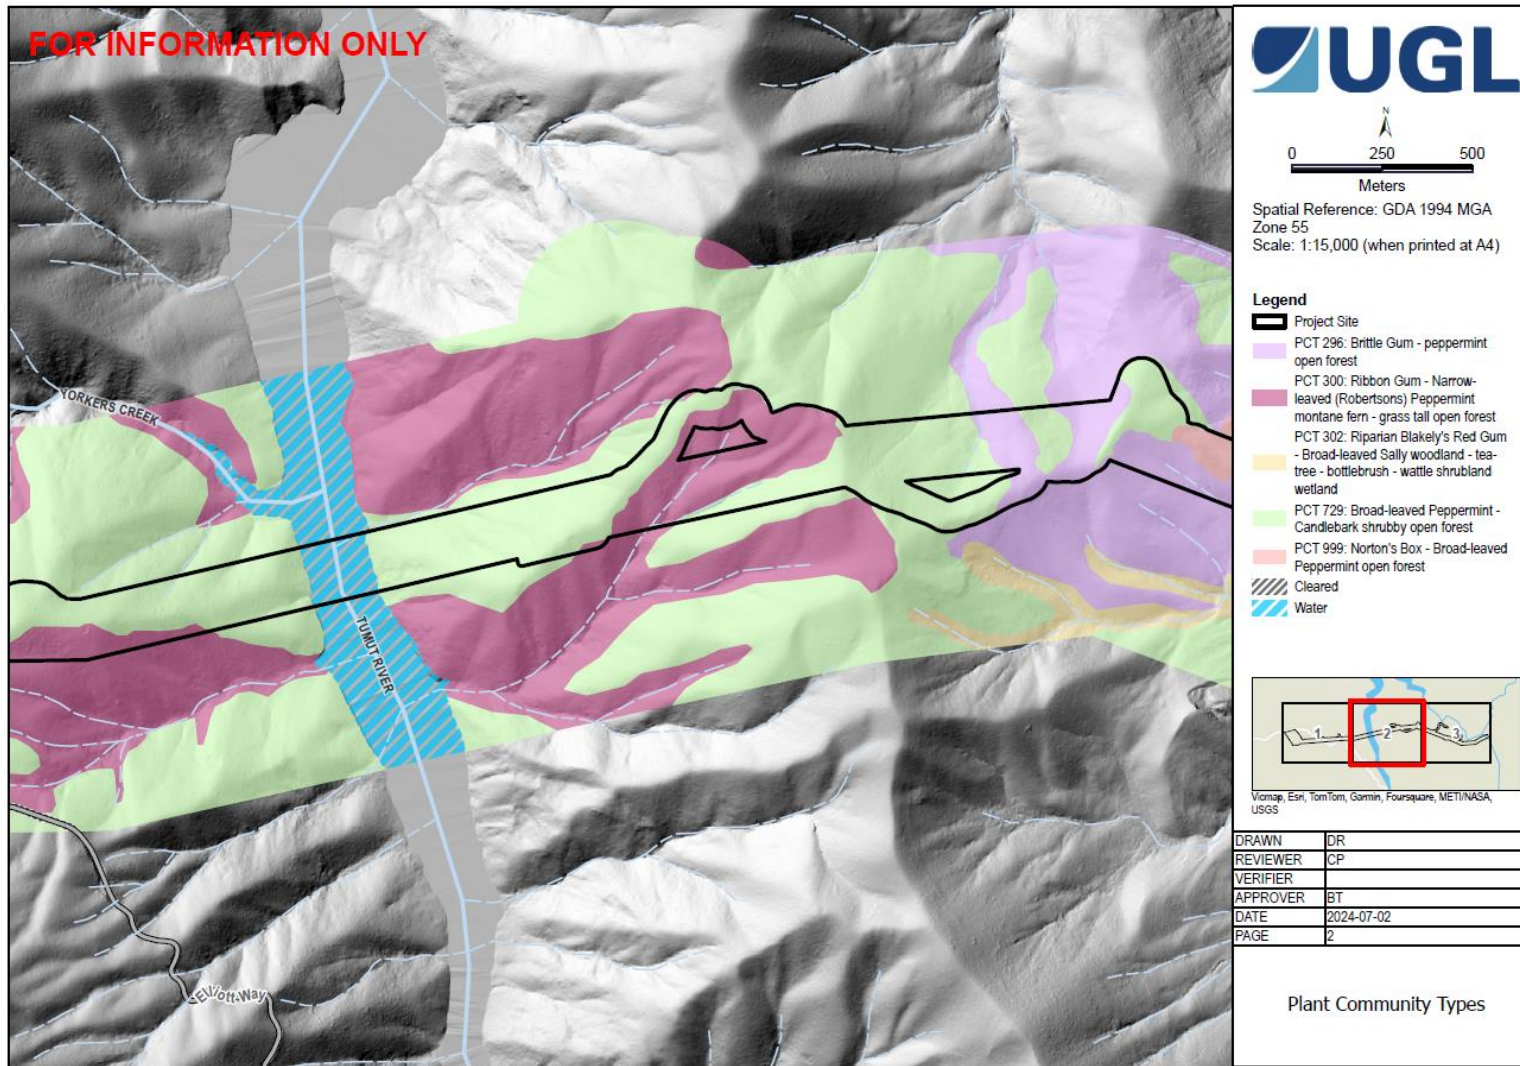 FOR INFORMATION ONLY
YORKERS CREEK
TUMUT RIVER
Elliott Way
UGL
N
0 250 500
Meters
Spatial Reference: GDA 1994 MGA
Zone 55
Scale: 1:15,000 (when printed at A4)
Legend
Project Site
PCT 296: Brittle Gum - peppermint
open forest
PCT 300: Ribbon Gum - Narrow-
leaved (Robertsons) Peppermint
montane fern - grass tall open forest
PCT 302: Riparian Blakely's Red Gum
- Broad-leaved Sally woodland - tea-
tree - bottlebrush - wattle shrubland
wetland
PCT 729: Broad-leaved Peppermint -
Candlebark shrubby open forest
PCT 999: Norton's Box - Broad-leaved
Peppermint open forest
Cleared
Water
1 2 3
Vicmap, Esri, TomTom, Garmin, Foursquare, METI/NASA,
USGS
DRAWN DR
REVIEWER CP
VERIFIER
APPROVER BT
DATE 2024-07-02
PAGE 2
Plant Community Types